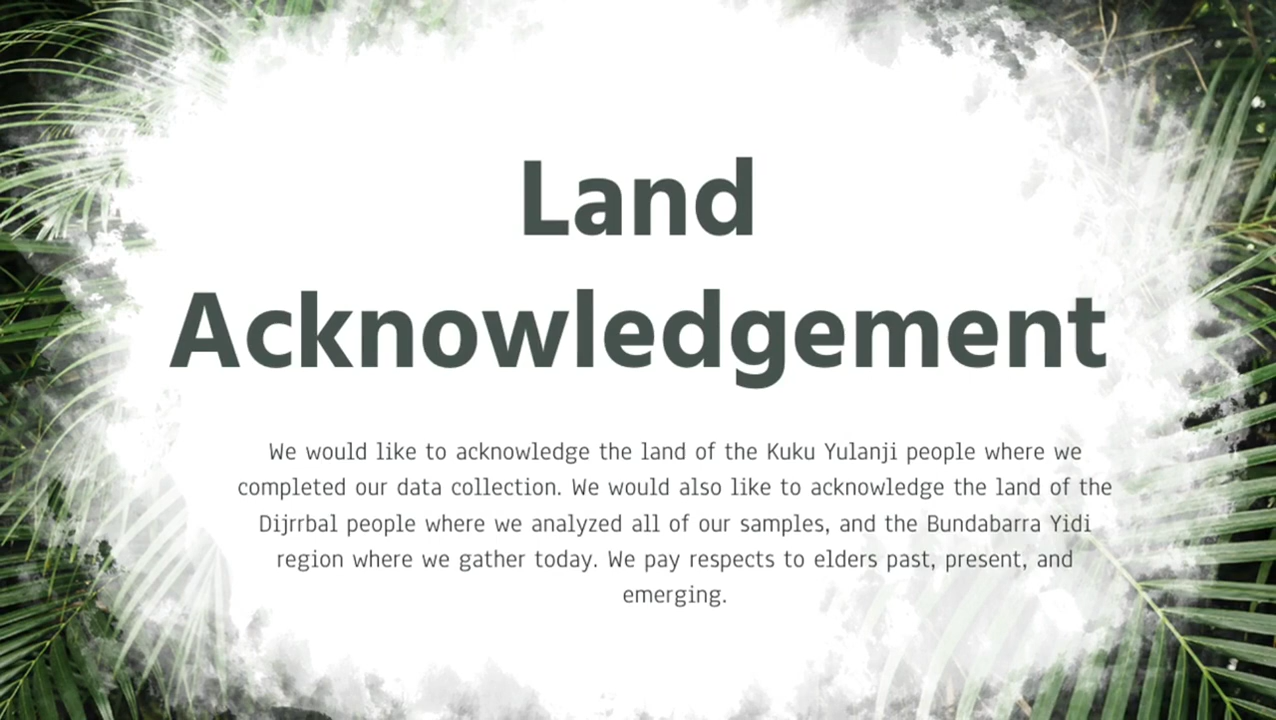 Land
Acknowledgement
We would like to acknowledge the land of the Kuku Yulanji people where we
completed our data collection. We would also like to acknowledge the land of the
Dijrrbal people where we analyzed all of our samples, and the Bundabarra Yidi
region where we gather today. We pay respects to elders past, present, and
emerging.